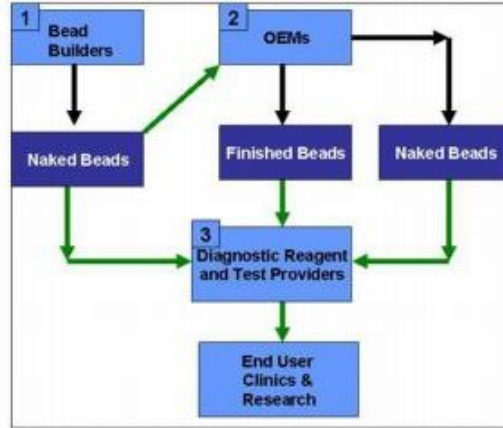 1
Bead
Builders
2
OEMs
Naked Beads
Finished Beads
Naked Beads
3
Diagnostic Reagent
and Test Providers
End User
Clinics &
Research